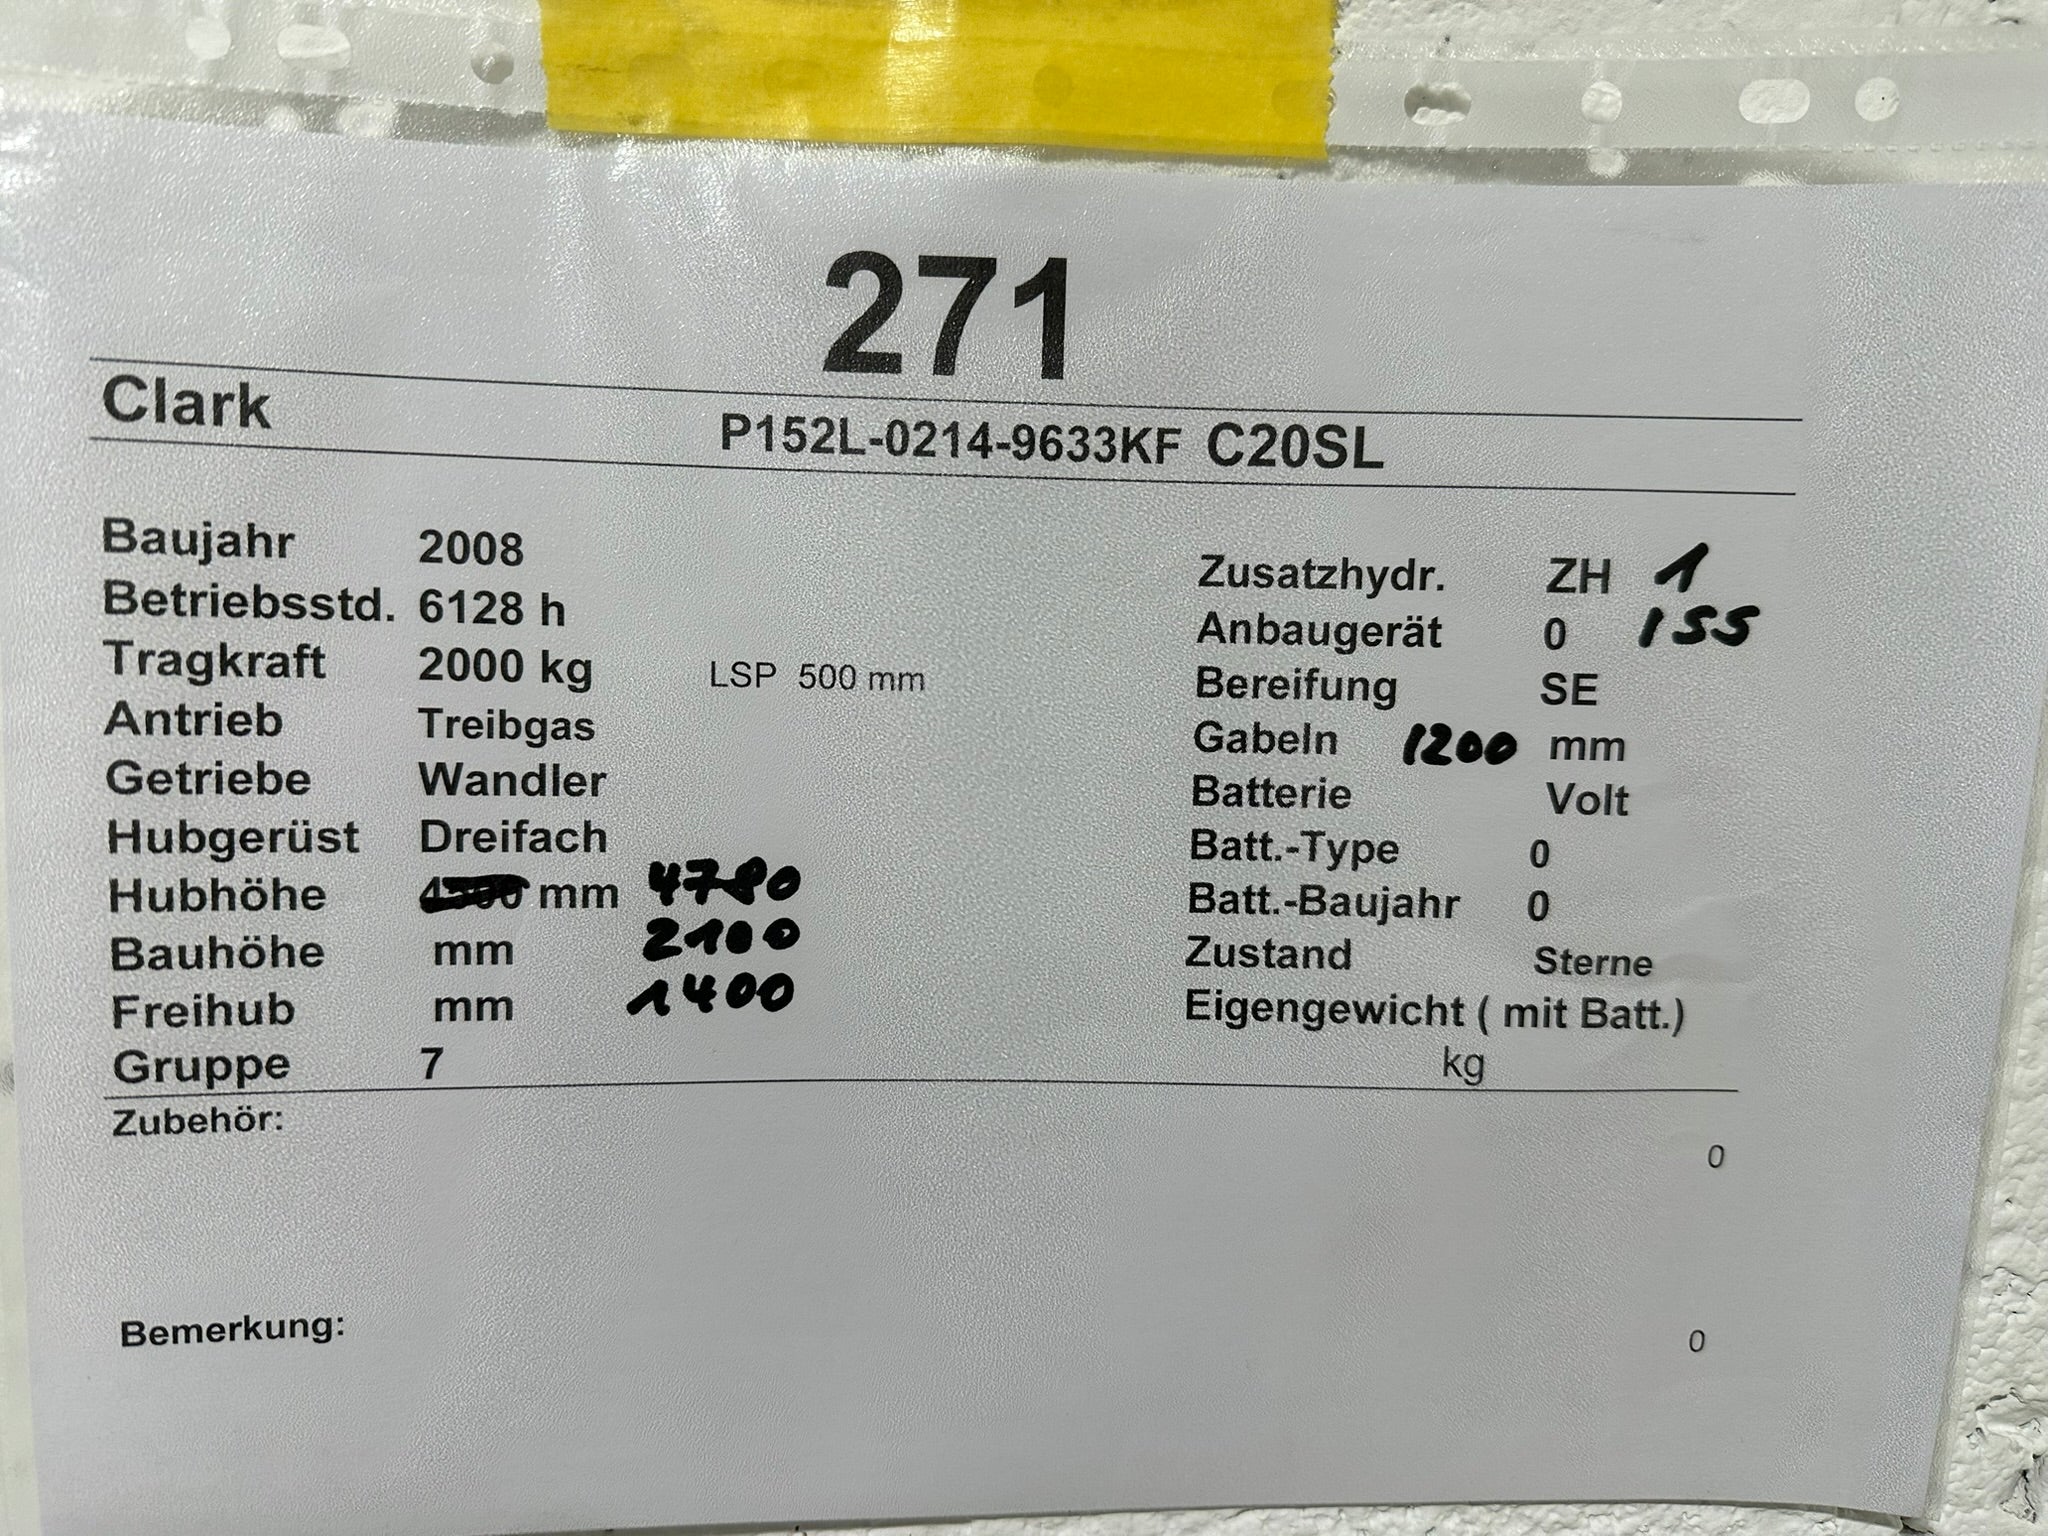 271
Clark P152L-0214-9633KF C20SL
Baujahr 2008
Betriebsstd. 6128 h
Tragkraft 2000 kg LSP 500 mm
Antrieb Treibgas
Getriebe Wandler
Hubgerüst Dreifach
Hubhöhe mm 4780
Bauhöhe mm 2100
Freihub mm 1400
Gruppe 7
Zusatzhydr. ZH 1
Anbaugerät 0 ISS
Bereifung SE
Gabeln 1200 mm
Batterie Volt
Batt.-Type 0
Batt.-Baujahr 0
Zustand Sterne
Eigengewicht ( mit Batt.)
kg
Zubehör:
0
Bemerkung:
0